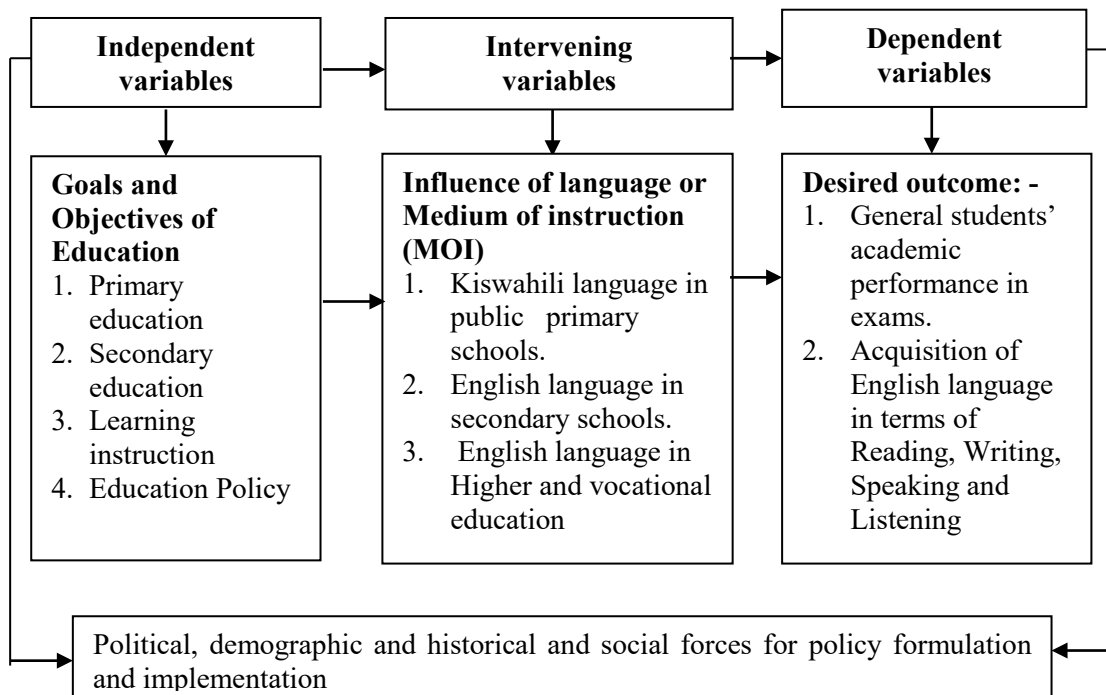 Independent
variables
Intervening
variables
Dependent
variables
Goals and
Objectives of
Education
1. Primary
education
2. Secondary
education
3. Learning
instruction
4. Education Policy
Influence of language or
Medium of instruction
(MOI)
1. Kiswahili language in
public primary
schools.
2. English language in
secondary schools.
3. English language in
Higher and vocational
education
Desired outcome: -
1. General students’
academic
performance in
exams.
2. Acquisition of
English language
in terms of
Reading, Writing,
Speaking and
Listening
Political, demographic and historical and social forces for policy formulation
and implementation